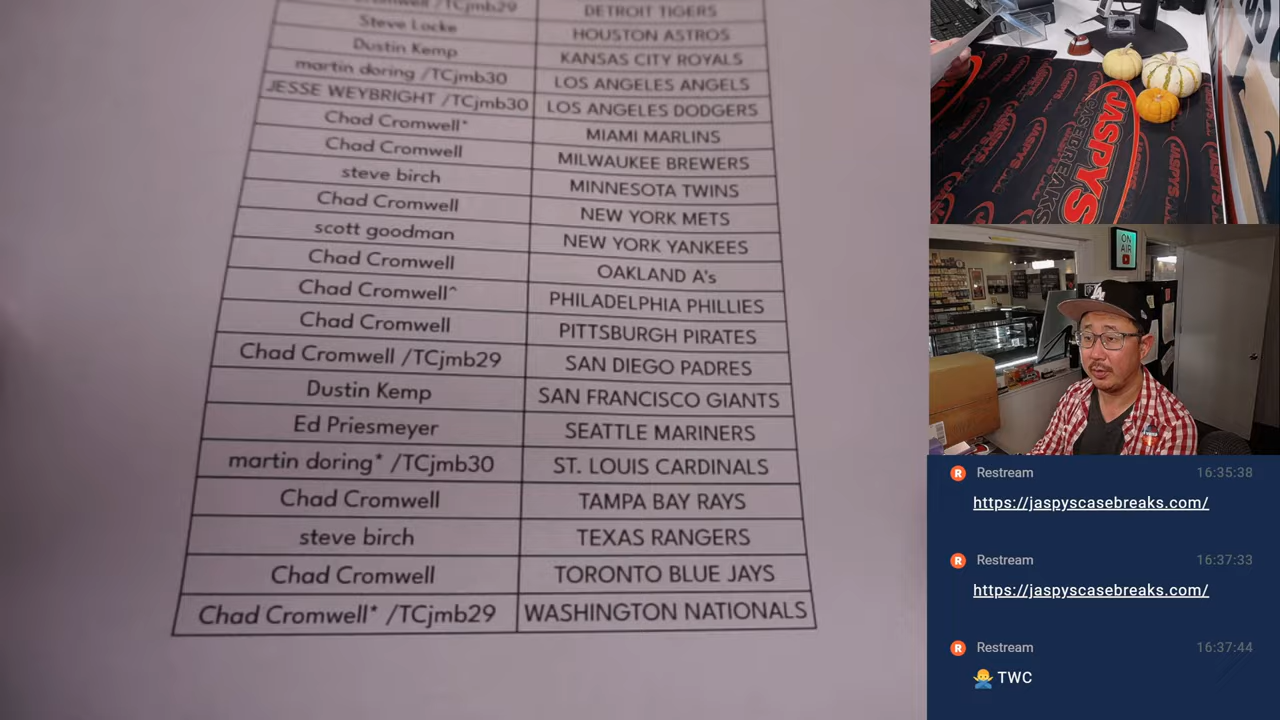 /TCjmb29 DETROIT TIGERS
Steve Locke HOUSTON ASTROS
Dustin Kemp KANSAS CITY ROYALS
martin doring /TCjmb30 LOS ANGELES ANGELS
JESSE WEYBRIGHT /TCjmb30 LOS ANGELES DODGERS
Chad Cromwell* MIAMI MARLINS
Chad Cromwell MILWAUKEE BREWERS
steve birch MINNESOTA TWINS
Chad Cromwell NEW YORK METS
scott goodman NEW YORK YANKEES
Chad Cromwell OAKLAND A's
Chad Cromwell^ PHILADELPHIA PHILLIES
Chad Cromwell PITTSBURGH PIRATES
Chad Cromwell /TCjmb29 SAN DIEGO PADRES
Dustin Kemp SAN FRANCISCO GIANTS
Ed Priesmeyer SEATTLE MARINERS
martin doring* /TCjmb30 ST. LOUIS CARDINALS
Chad Cromwell TAMPA BAY RAYS
steve birch TEXAS RANGERS
Chad Cromwell TORONTO BLUE JAYS
Chad Cromwell* /TCjmb29 WASHINGTON NATIONALS
JASPYS
CASEBREAKS
ON
AIR
R Restream 16:35:38
https://jaspyscasebreaks.com/
R Restream 16:37:33
https://jaspyscasebreaks.com/
R Restream 16:37:44
🙅‍♂️ TWC